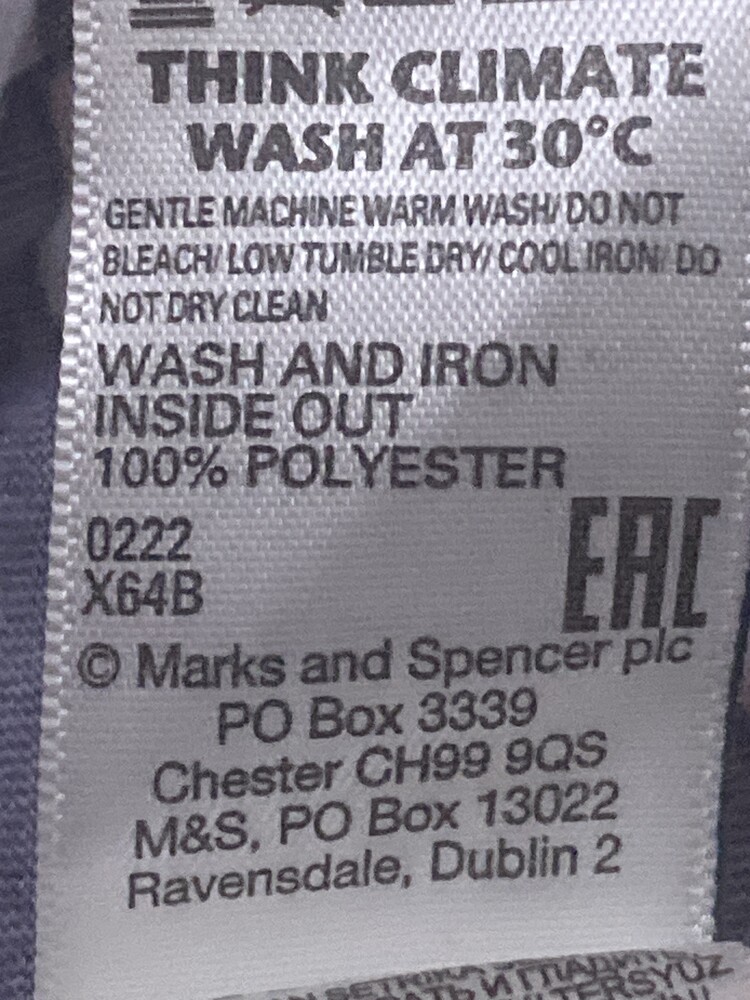 THINK CLIMATE
WASH AT 30°C
GENTLE MACHINE WARM WASH/ DO NOT
BLEACH/ LOW TUMBLE DRY/ COOL IRON/ DO
NOT DRY CLEAN
WASH AND IRON
INSIDE OUT
100% POLYESTER
0222
X64B
EAC
© Marks and Spencer plc
PO Box 3339
Chester CH99 9QS
M&S, PO Box 13022
Ravensdale, Dublin 2